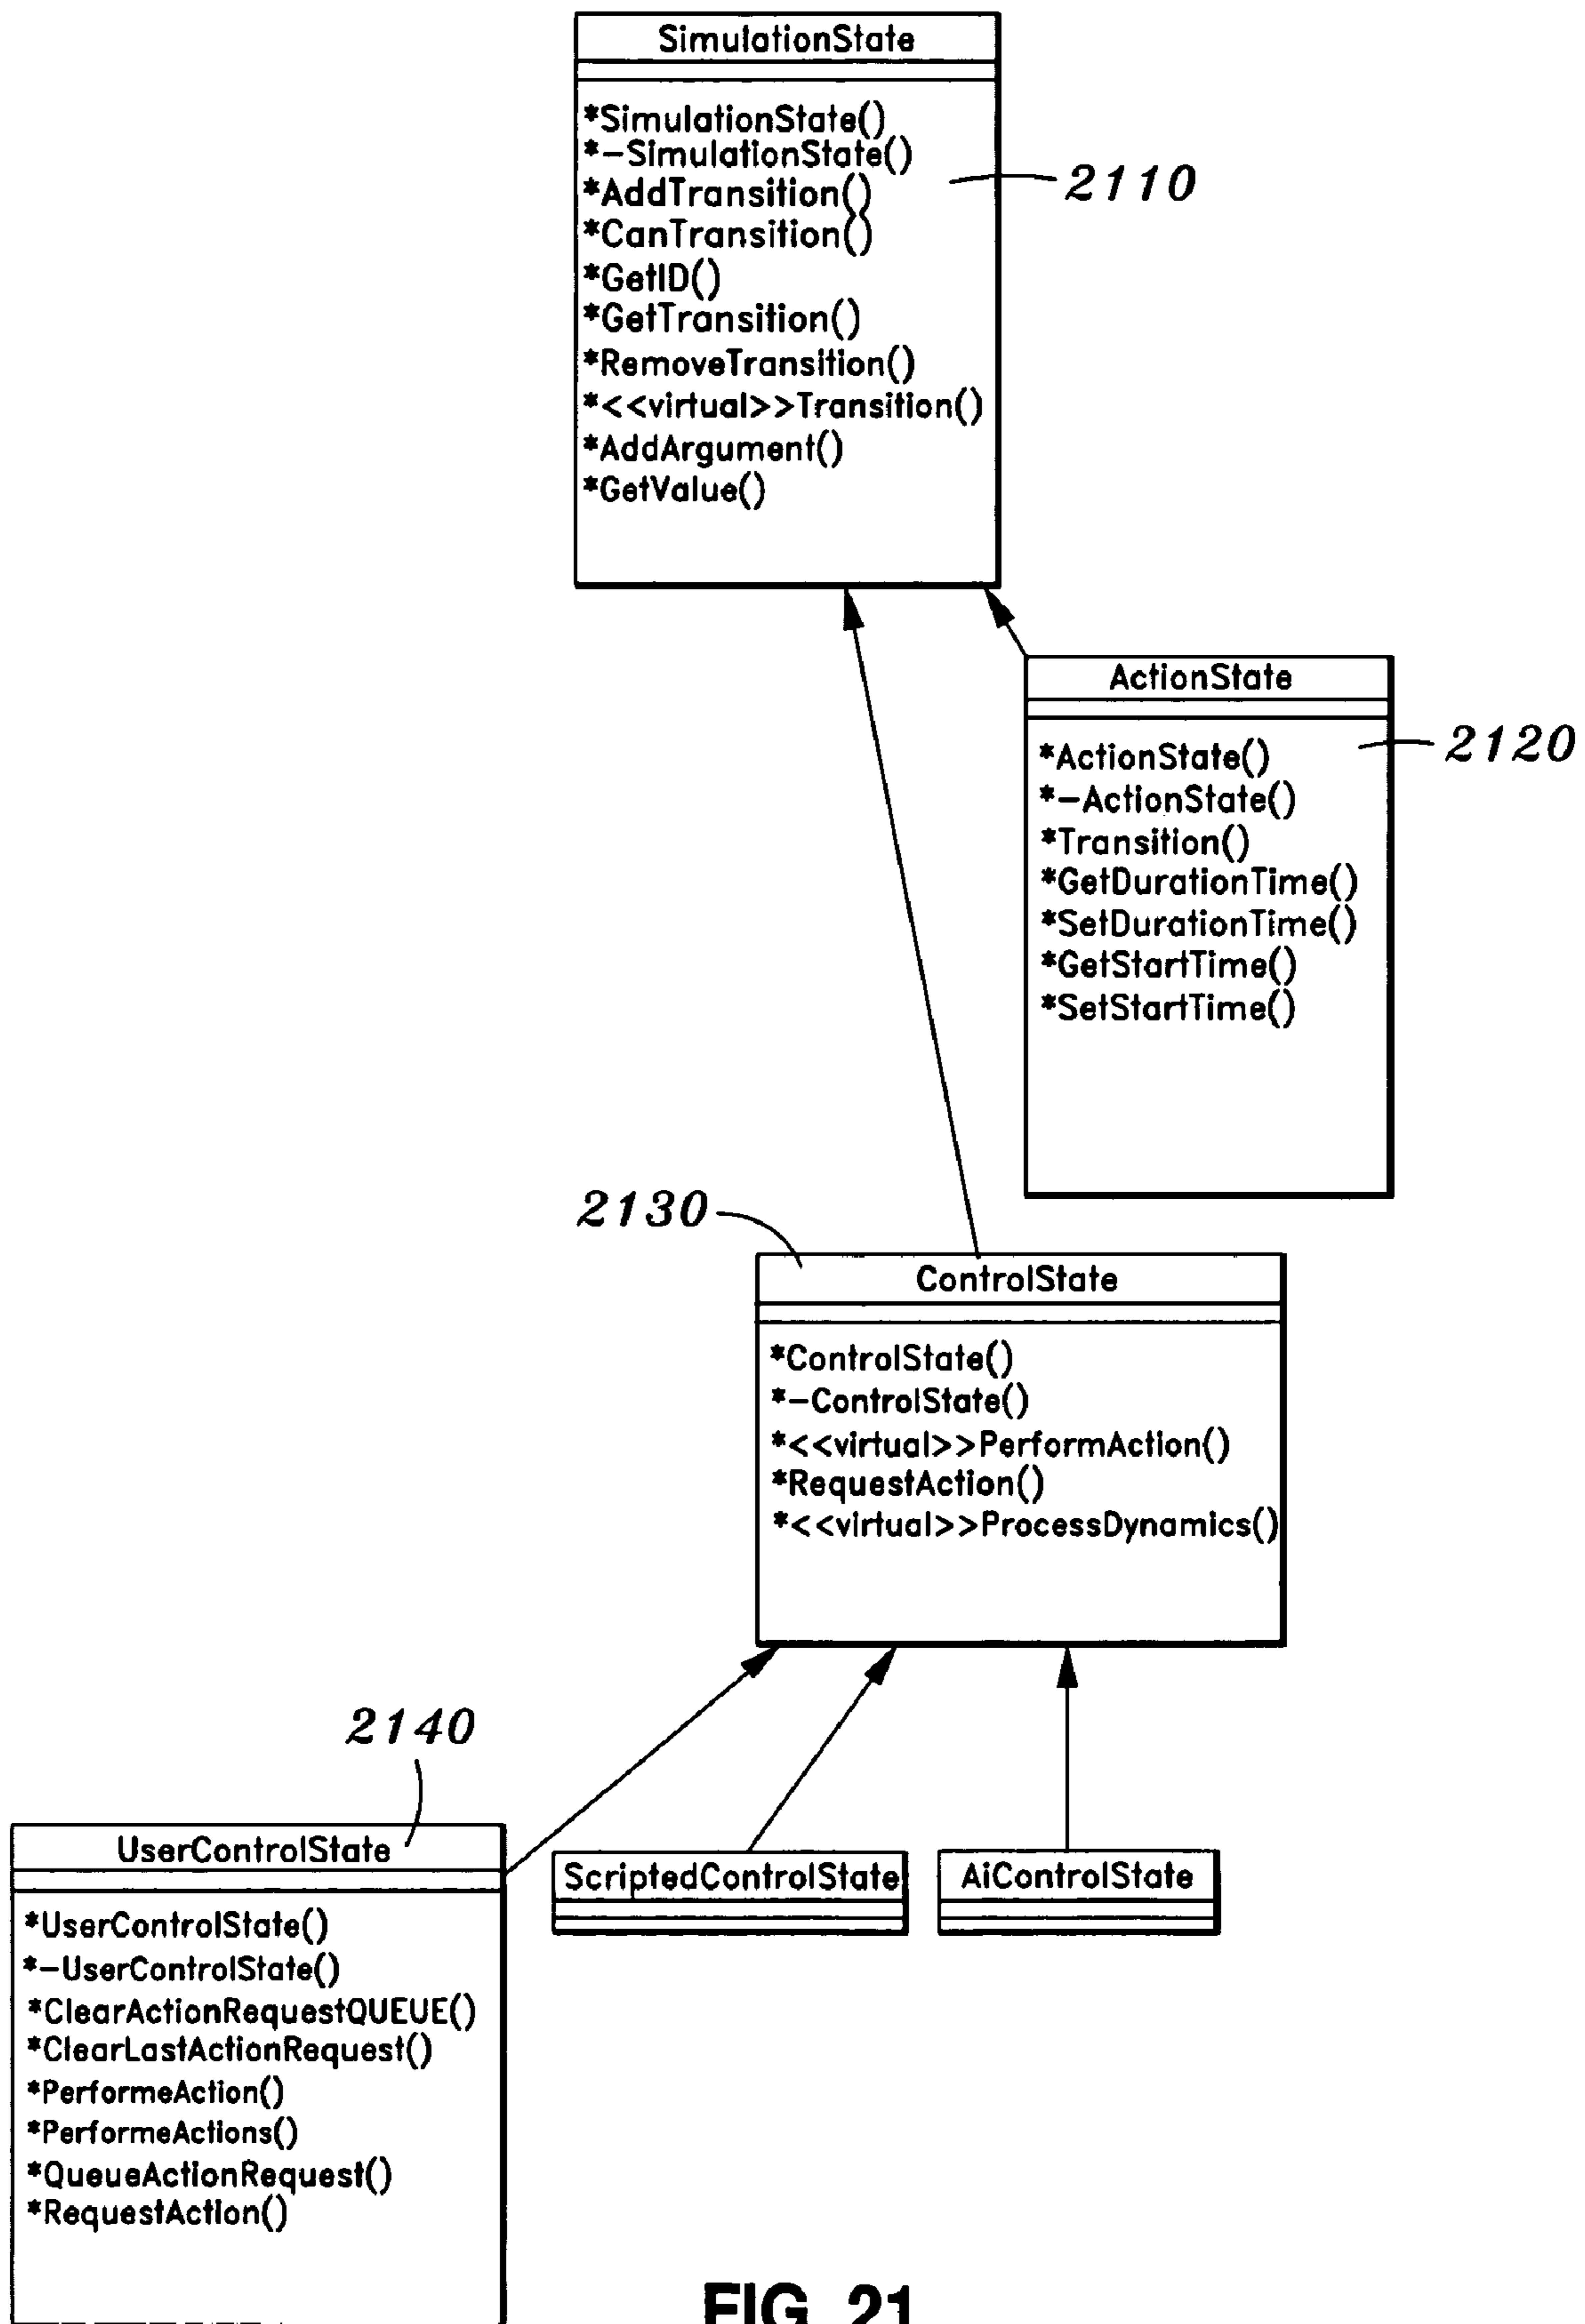 SimulationState
*SimulationState()
*-SimulationState()
*AddTransition()
*CanTransition()
*GetID()
*GetTransition()
*RemoveTransition()
*<<virtual>>Transition()
*AddArgument()
*GetValue()
2110
ActionState
*ActionState()
*-ActionState()
*Transition()
*GetDurationTime()
*SetDurationTime()
*GetStartTime()
*SetStartTime()
2120
2130
ControlState
*ControlState()
*-ControlState()
*<<virtual>>PerformAction()
*RequestAction()
*<<virtual>>ProcessDynamics()
2140
UserControlState
*UserControlState()
*-UserControlState()
*ClearActionRequestQUEUE()
*ClearLastActionRequest()
*PerformeAction()
*PerformeActions()
*QueueActionRequest()
*RequestAction()
ScriptedControlState
AiControlState
FIG. 21